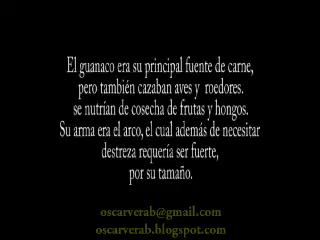 El guanaco era su principal fuente de carne,
pero también cazaban aves y roedores.
se nutrían de cosecha de frutas y hongos.
Su arma era el arco, el cual además de necesitar
destreza requería ser fuerte,
por su tamaño.
oscarverab@gmail.com
oscarverab.blogspot.com